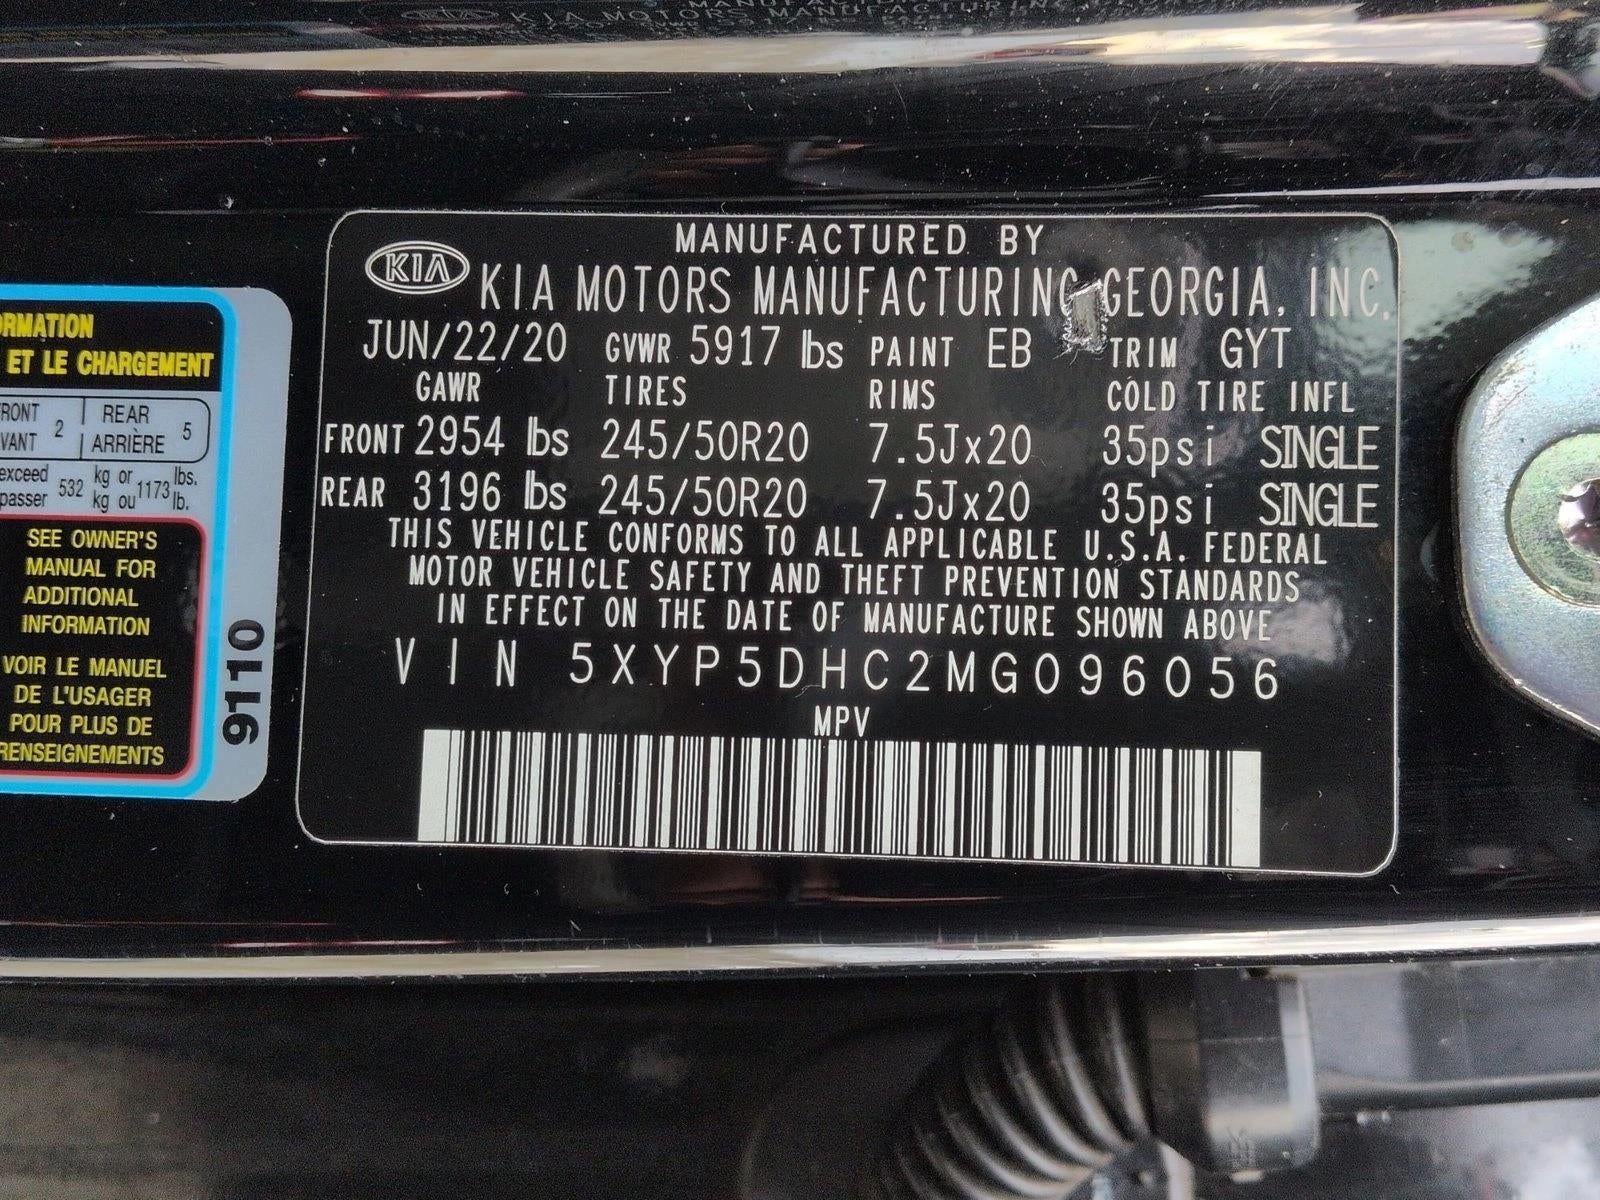 KIA
MANUFACTURED BY
KIA MOTORS MANUFACTURING GEORGIA, INC.
JUN/22/20 GVWR 5917 lbs PAINT EB TRIM GYT
GAWR TIRES RIMS COLD TIRE INFL
FRONT 2954 lbs 245/50R20 7.5Jx20 35psi SINGLE
REAR 3196 lbs 245/50R20 7.5Jx20 35psi SINGLE
THIS VEHICLE CONFORMS TO ALL APPLICABLE U.S.A. FEDERAL
MOTOR VEHICLE SAFETY AND THEFT PREVENTION STANDARDS
IN EFFECT ON THE DATE OF MANUFACTURE SHOWN ABOVE
VIN 5XYP5DHC2MG096056
MPV
ET LE CHARGEMENT
2 REAR 5
ARRIÈRE
exceed 532 kg or 1173 lbs.
kg ou lb.
SEE OWNER'S
MANUAL FOR
ADDITIONAL
INFORMATION
VOIR LE MANUEL
DE L'USAGER
POUR PLUS DE
RENSEIGNEMENTS
9110